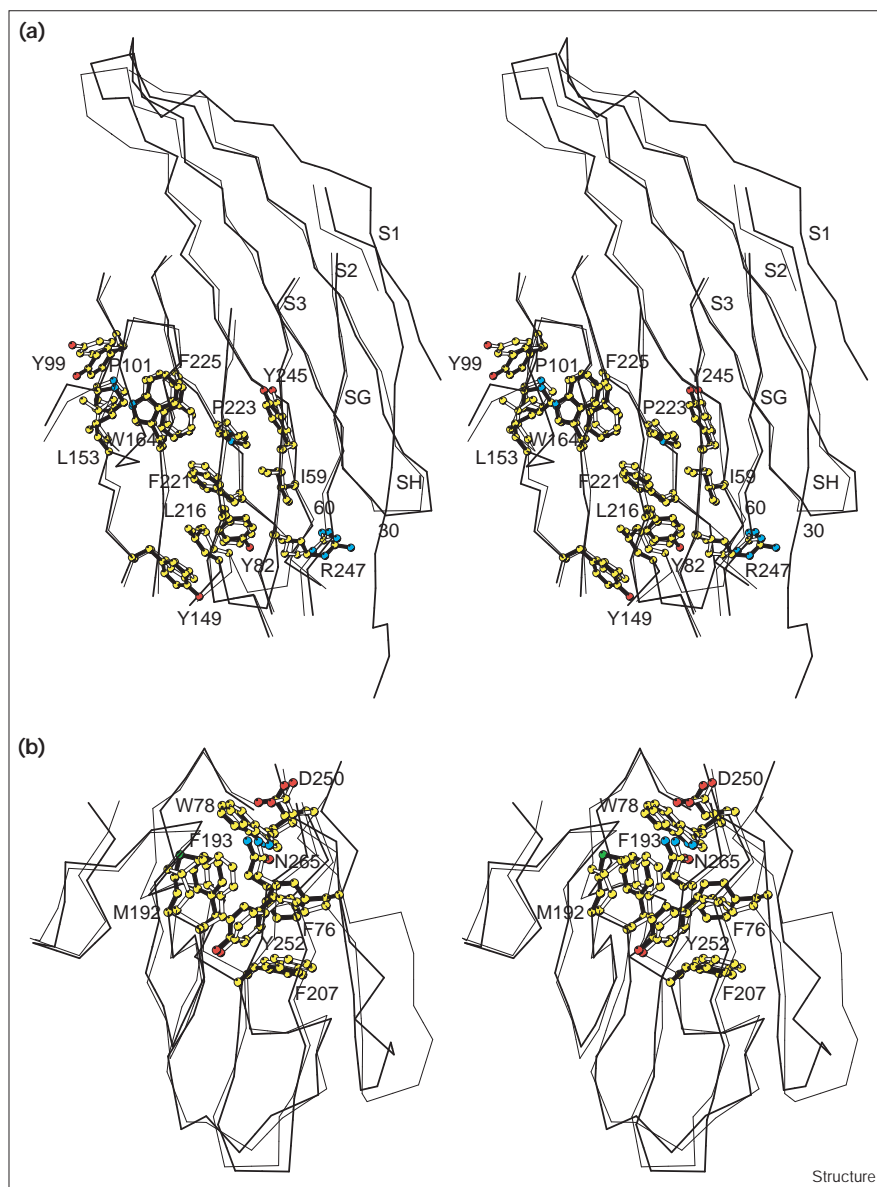 (a)
S1 S1
S2 S2
S3 S3
Y99 P101 F225 Y245 Y99 P101 F225 Y245
SG SG
P223 P223
W164 W164
L153 L153
F221 I59 F221 I59
SH SH
L216 60 L216 60
30 30
Y82 R247 Y82 R247
Y149 Y149
(b)
D250 D250
W78 W78
F193 N265 F193 N265
M192 F76 M192 F76
Y252 Y252
F207 F207
Structure